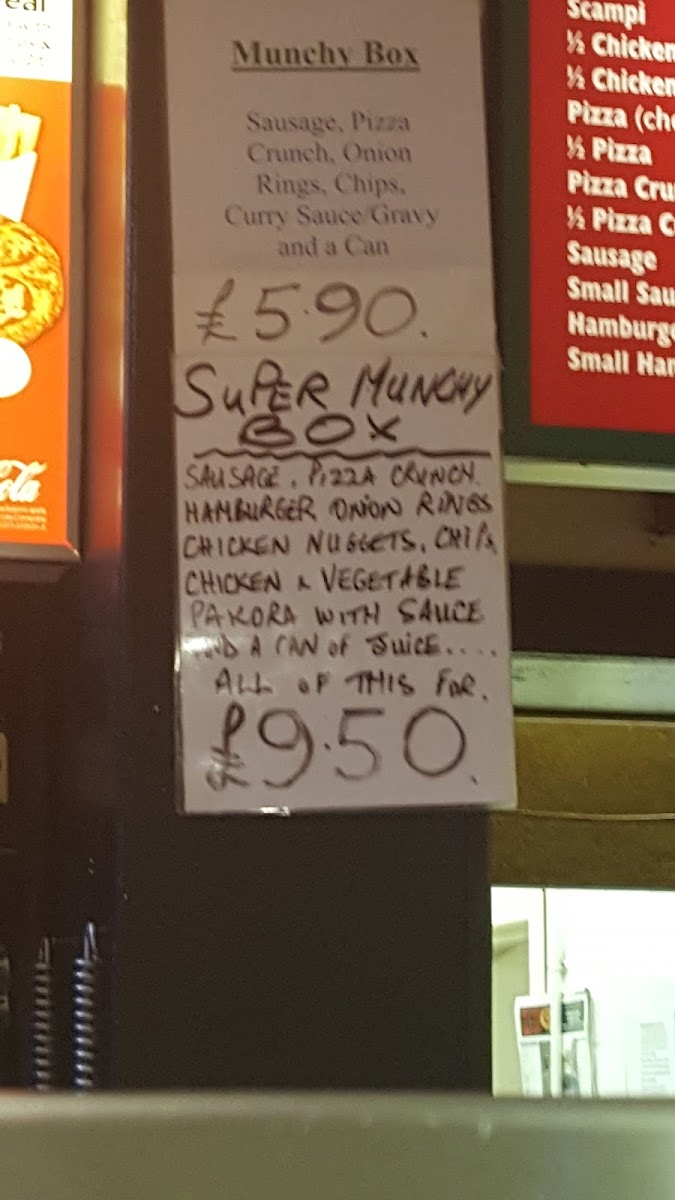 Munchy Box
Sausage, Pizza
Crunch, Onion
Rings, Chips,
Curry Sauce/Gravy
and a Can
£5.90.
SUPER MUNCHY
BOX
SAUSAGE, PIZZA CRUNCH.
HAMBURGER ONION RINGS
CHICKEN NUGGETS, CHIPS
CHICKEN & VEGETABLE
PAKORA WITH SAUCE
AND A CAN of JUICE....
ALL OF THIS FOR.
£9.50.
Scampi
½ Chicken
½ Chicken
Pizza (che
½ Pizza
Pizza Cru
½ Pizza C
Sausage
Small Sau
Hamburge
Small Ham
eal
ola